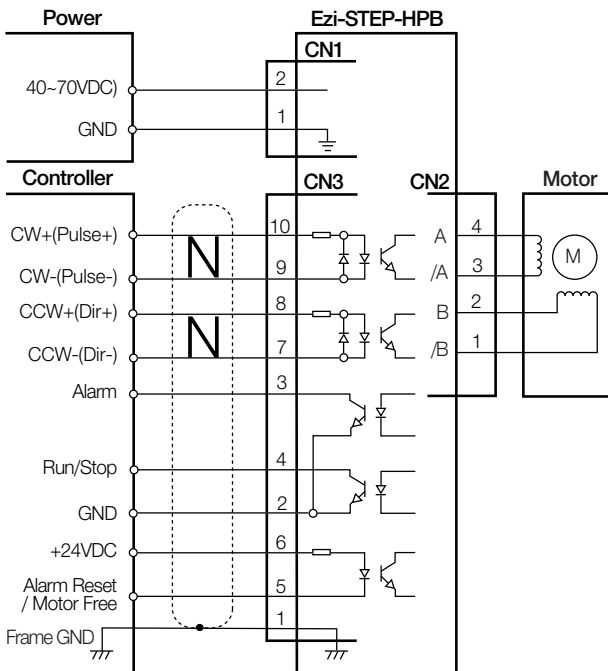 Power
Ezi-STEP-HPB
CN1
40~70VDC)
2
GND
1
Controller
CN3
CN2
Motor
CW+(Pulse+)
10
N
CW-(Pulse-)
9
A
4
/A
3
M
CCW+(Dir+)
8
N
CCW-(Dir-)
7
B
2
/B
1
Alarm
3
Run/Stop
4
GND
2
+24VDC
6
Alarm Reset
/ Motor Free
5
Frame GND
1